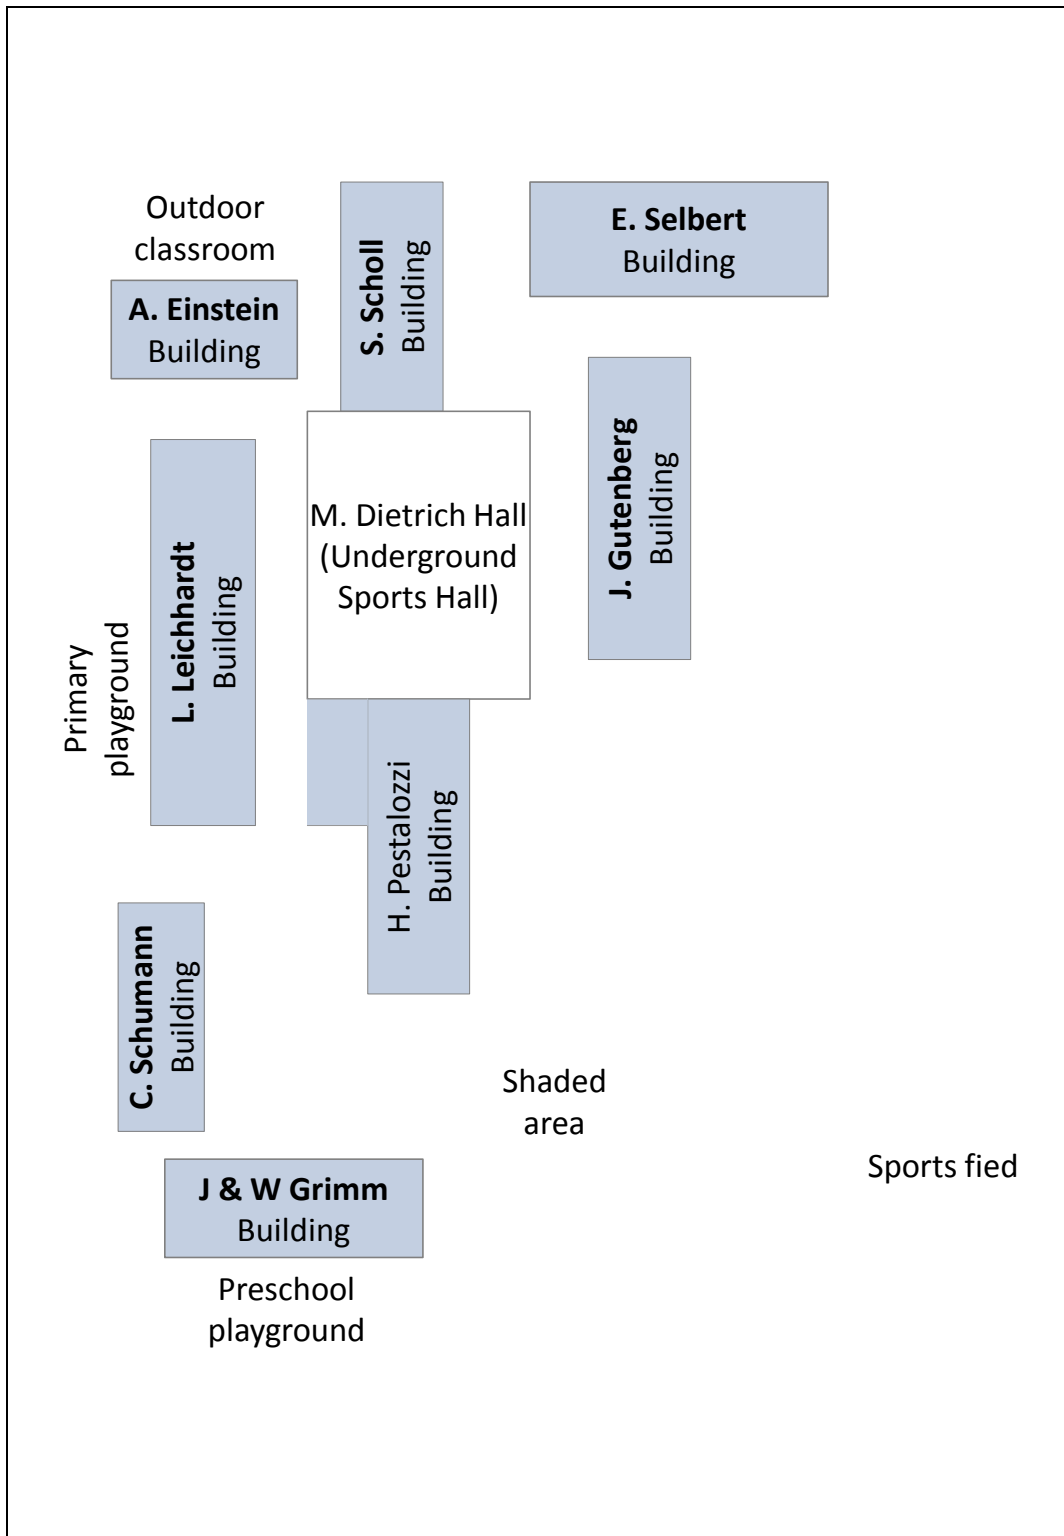 Outdoor
classroom
A. Einstein
Building
S. Scholl
Building
E. Selbert
Building
L. Leichhardt
Building
Primary
playground
M. Dietrich Hall
(Underground
Sports Hall)
J. Gutenberg
Building
H. Pestalozzi
Building
C. Schumann
Building
Shaded
area
Sports fied
J & W Grimm
Building
Preschool
playground